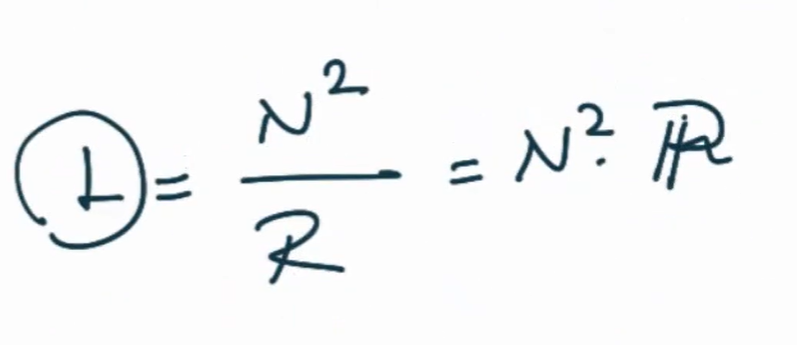 L = N² / R = N² · ℝ